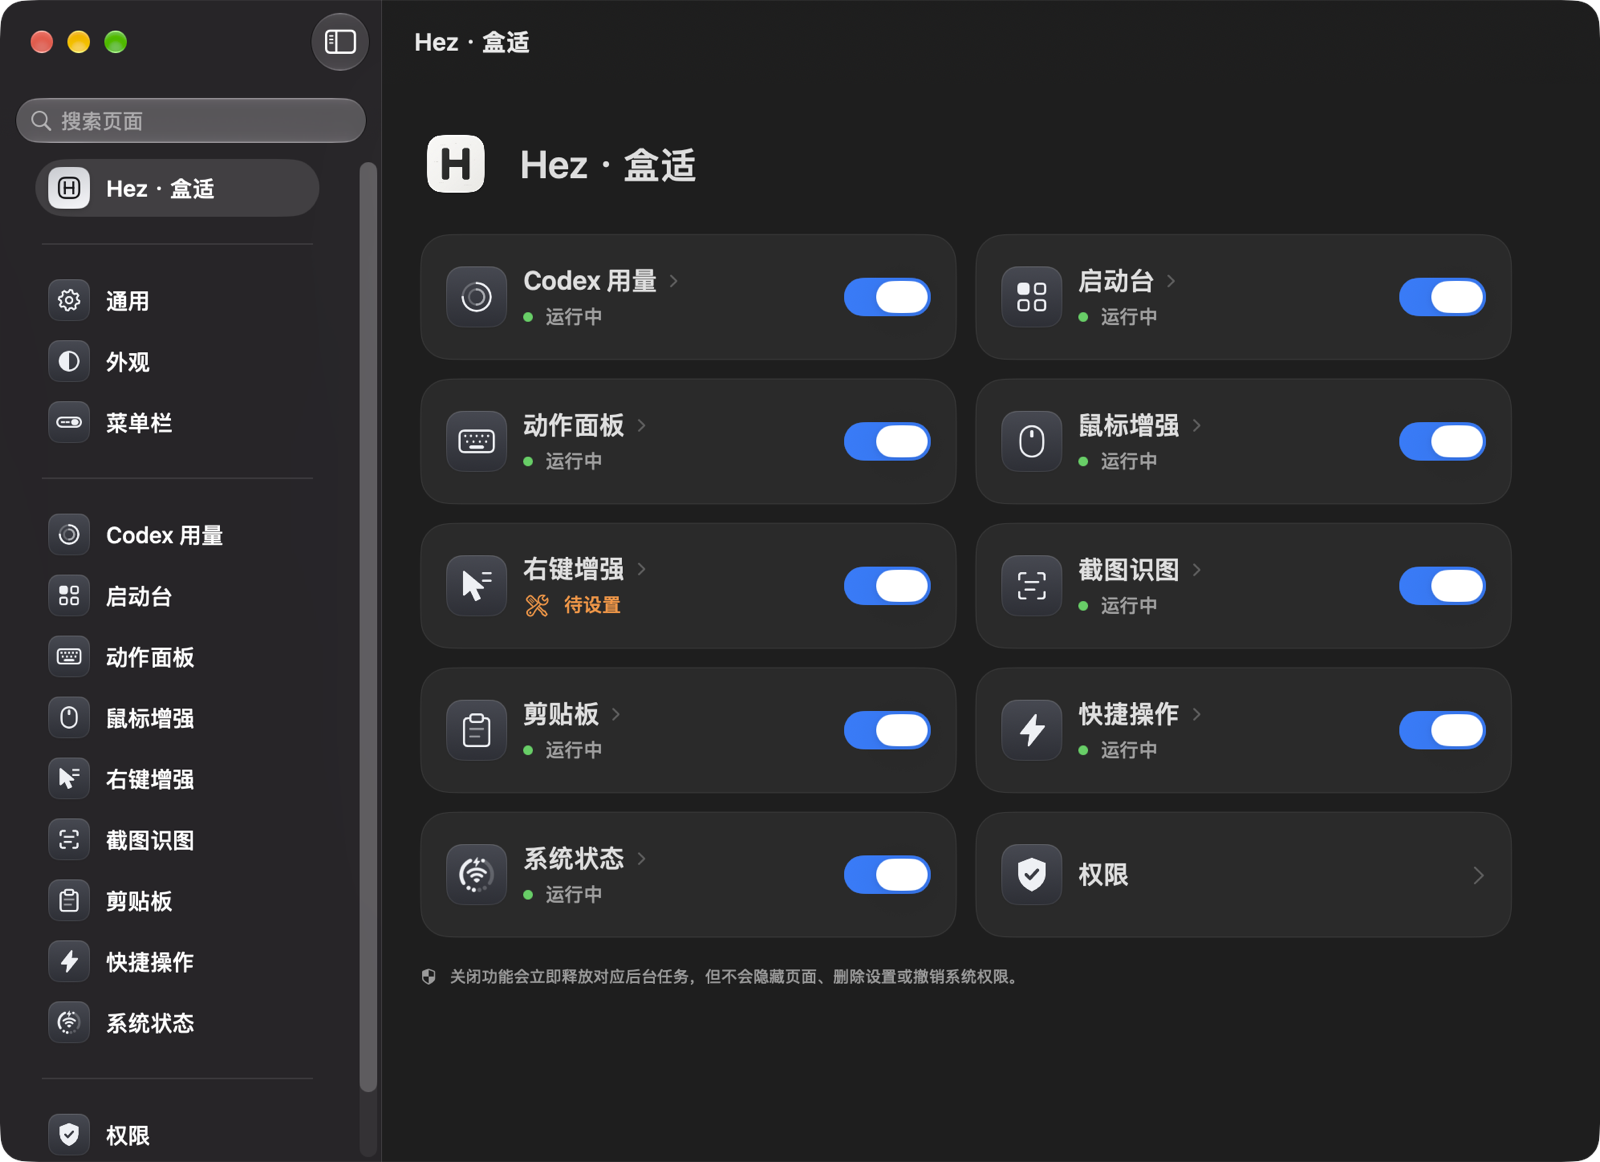 Hez · 盒适
搜索页面
Hez · 盒适
通用
外观
菜单栏
Codex 用量
启动台
动作面板
鼠标增强
右键增强
截图识图
剪贴板
快捷操作
系统状态
权限
H Hez · 盒适
Codex 用量
运行中
启动台
运行中
动作面板
运行中
鼠标增强
运行中
右键增强
待设置
截图识图
运行中
剪贴板
运行中
快捷操作
运行中
系统状态
运行中
权限
关闭功能会立即释放对应后台任务，但不会隐藏页面、删除设置或撤销系统权限。